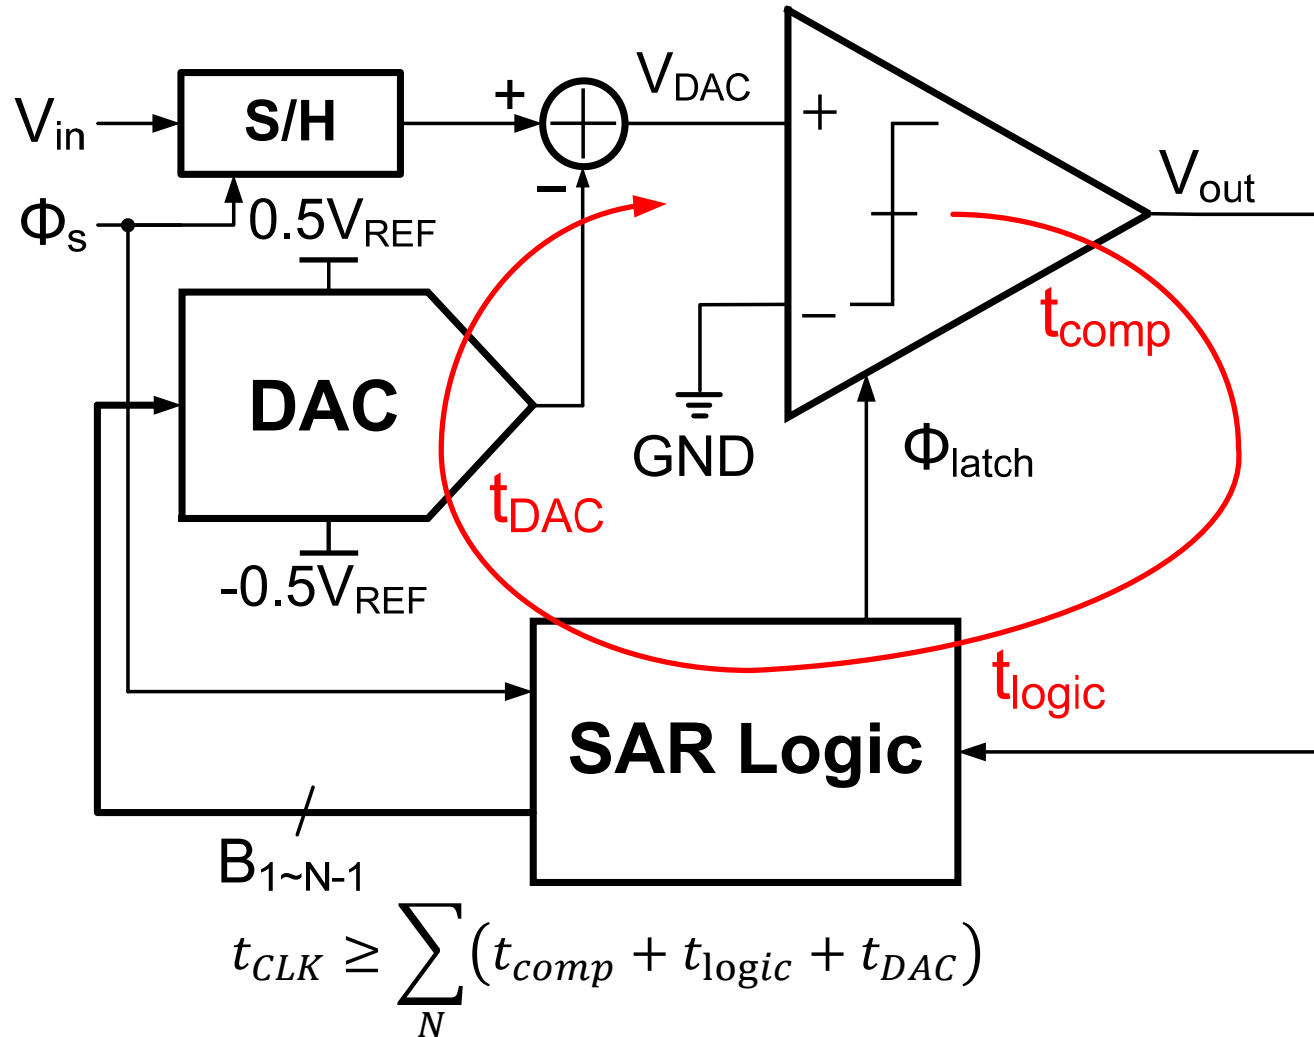 V_in
S/H
+
−
V_DAC
+
−
V_out
Φ_s
0.5V_REF
t_comp
DAC
GND
Φ_latch
t_DAC
-0.5V_REF
t_logic
SAR Logic
B_1~N-1
t_CLK ≥ ∑_N (t_comp + t_logic + t_DAC)